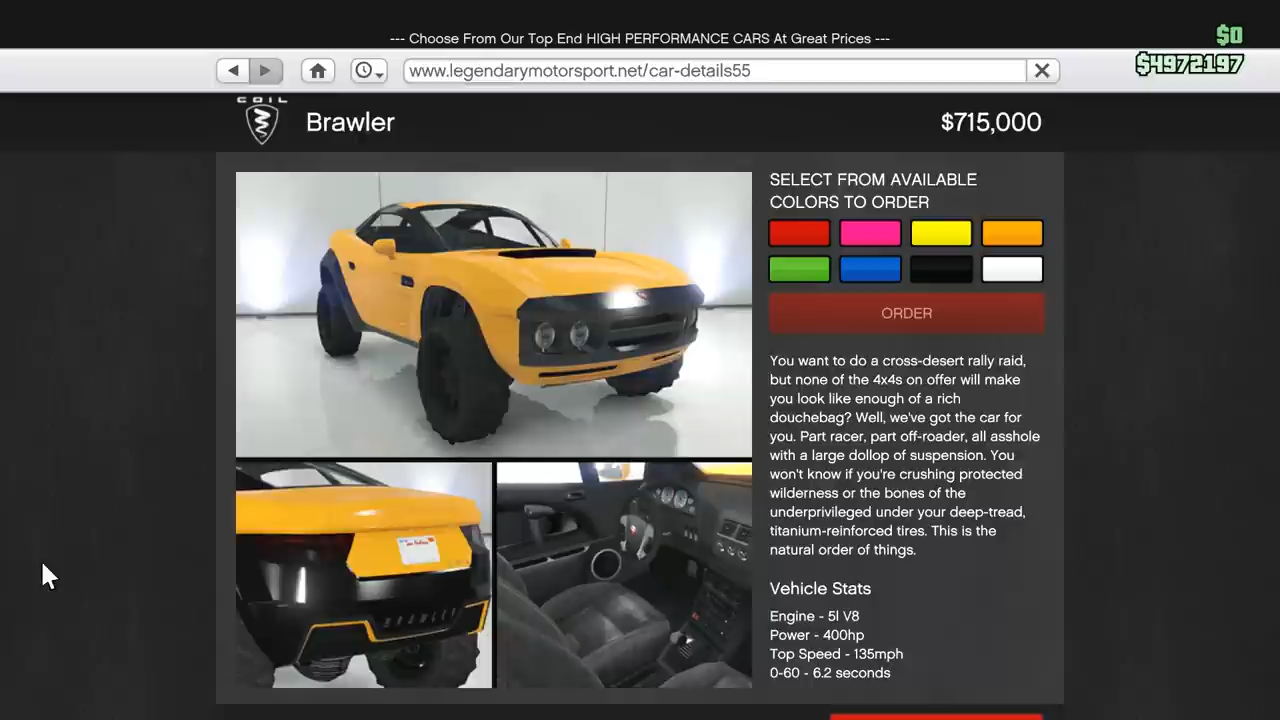 --- Choose From Our Top End HIGH PERFORMANCE CARS At Great Prices ---
$0
$4972197
www.legendarymotorsport.net/car-details55
COIL
Brawler
$715,000
SELECT FROM AVAILABLE
COLORS TO ORDER
ORDER
You want to do a cross-desert rally raid,
but none of the 4x4s on offer will make
you look like enough of a rich
douchebag? Well, we've got the car for
you. Part racer, part off-roader, all asshole
with a large dollop of suspension. You
won't know if you're crushing protected
wilderness or the bones of the
underprivileged under your deep-tread,
titanium-reinforced tires. This is the
natural order of things.
Vehicle Stats
Engine - 5l V8
Power - 400hp
Top Speed - 135mph
0-60 - 6.2 seconds
BRAWLER